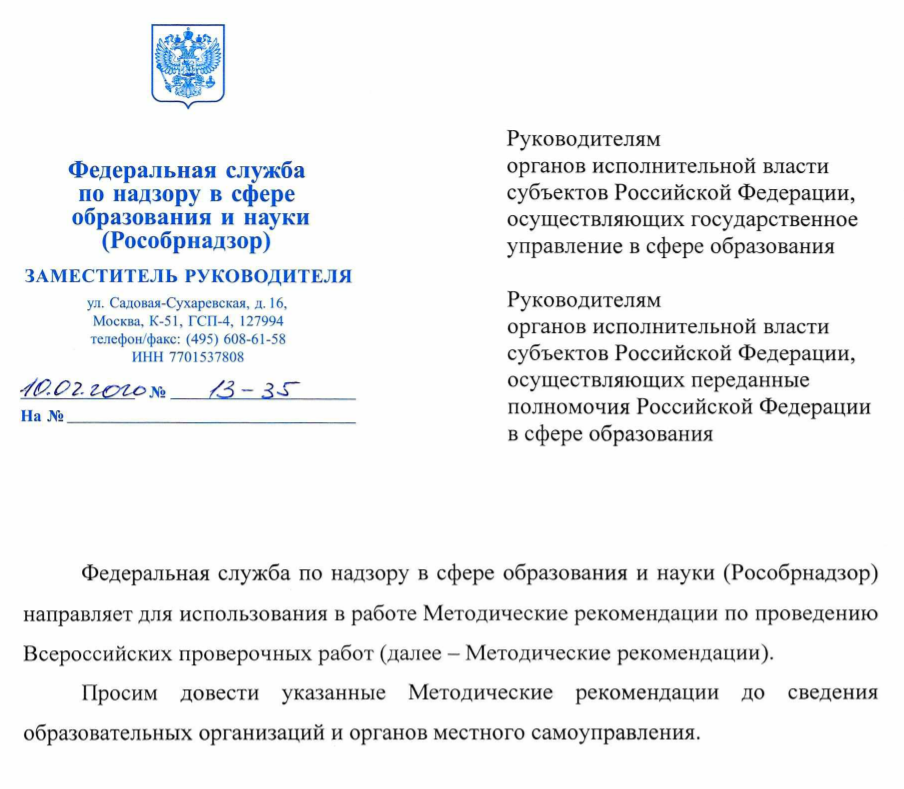 Федеральная служба
по надзору в сфере
образования и науки
(Рособрнадзор)
ЗАМЕСТИТЕЛЬ РУКОВОДИТЕЛЯ
ул. Садовая-Сухаревская, д. 16,
Москва, К-51, ГСП-4, 127994
телефон/факс: (495) 608-61-58
ИНН 7701537808
10.02.2020 № 13-35
На №
Руководителям
органов исполнительной власти
субъектов Российской Федерации,
осуществляющих государственное
управление в сфере образования
Руководителям
органов исполнительной власти
субъектов Российской Федерации,
осуществляющих переданные
полномочия Российской Федерации
в сфере образования
Федеральная служба по надзору в сфере образования и науки (Рособрнадзор)
направляет для использования в работе Методические рекомендации по проведению
Всероссийских проверочных работ (далее – Методические рекомендации).
Просим довести указанные Методические рекомендации до сведения
образовательных организаций и органов местного самоуправления.